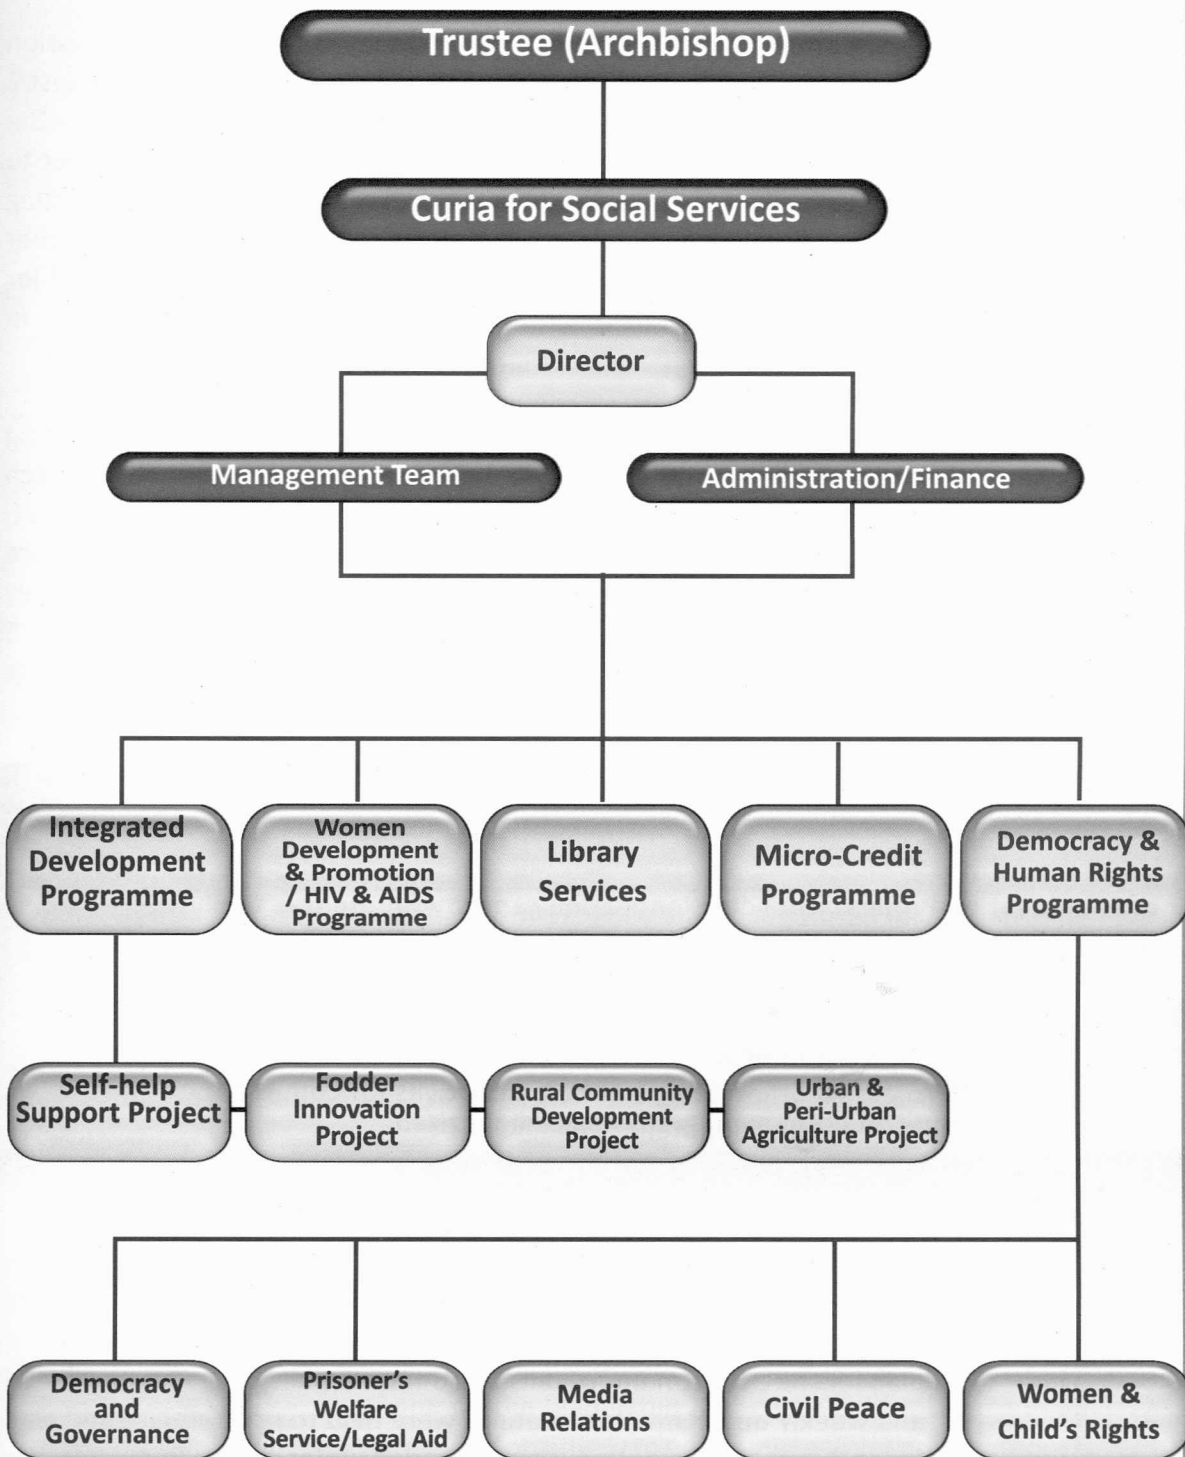 Trustee (Archbishop)
Curia for Social Services
Director
Management Team
Administration/Finance
Integrated
Development
Programme
Women
Development
& Promotion
/ HIV & AIDS
Programme
Library
Services
Micro-Credit
Programme
Democracy &
Human Rights
Programme
Self-help
Support Project
Fodder
Innovation
Project
Rural Community
Development
Project
Urban &
Peri-Urban
Agriculture Project
Democracy
and
Governance
Prisoner's
Welfare
Service/Legal Aid
Media
Relations
Civil Peace
Women &
Child's Rights